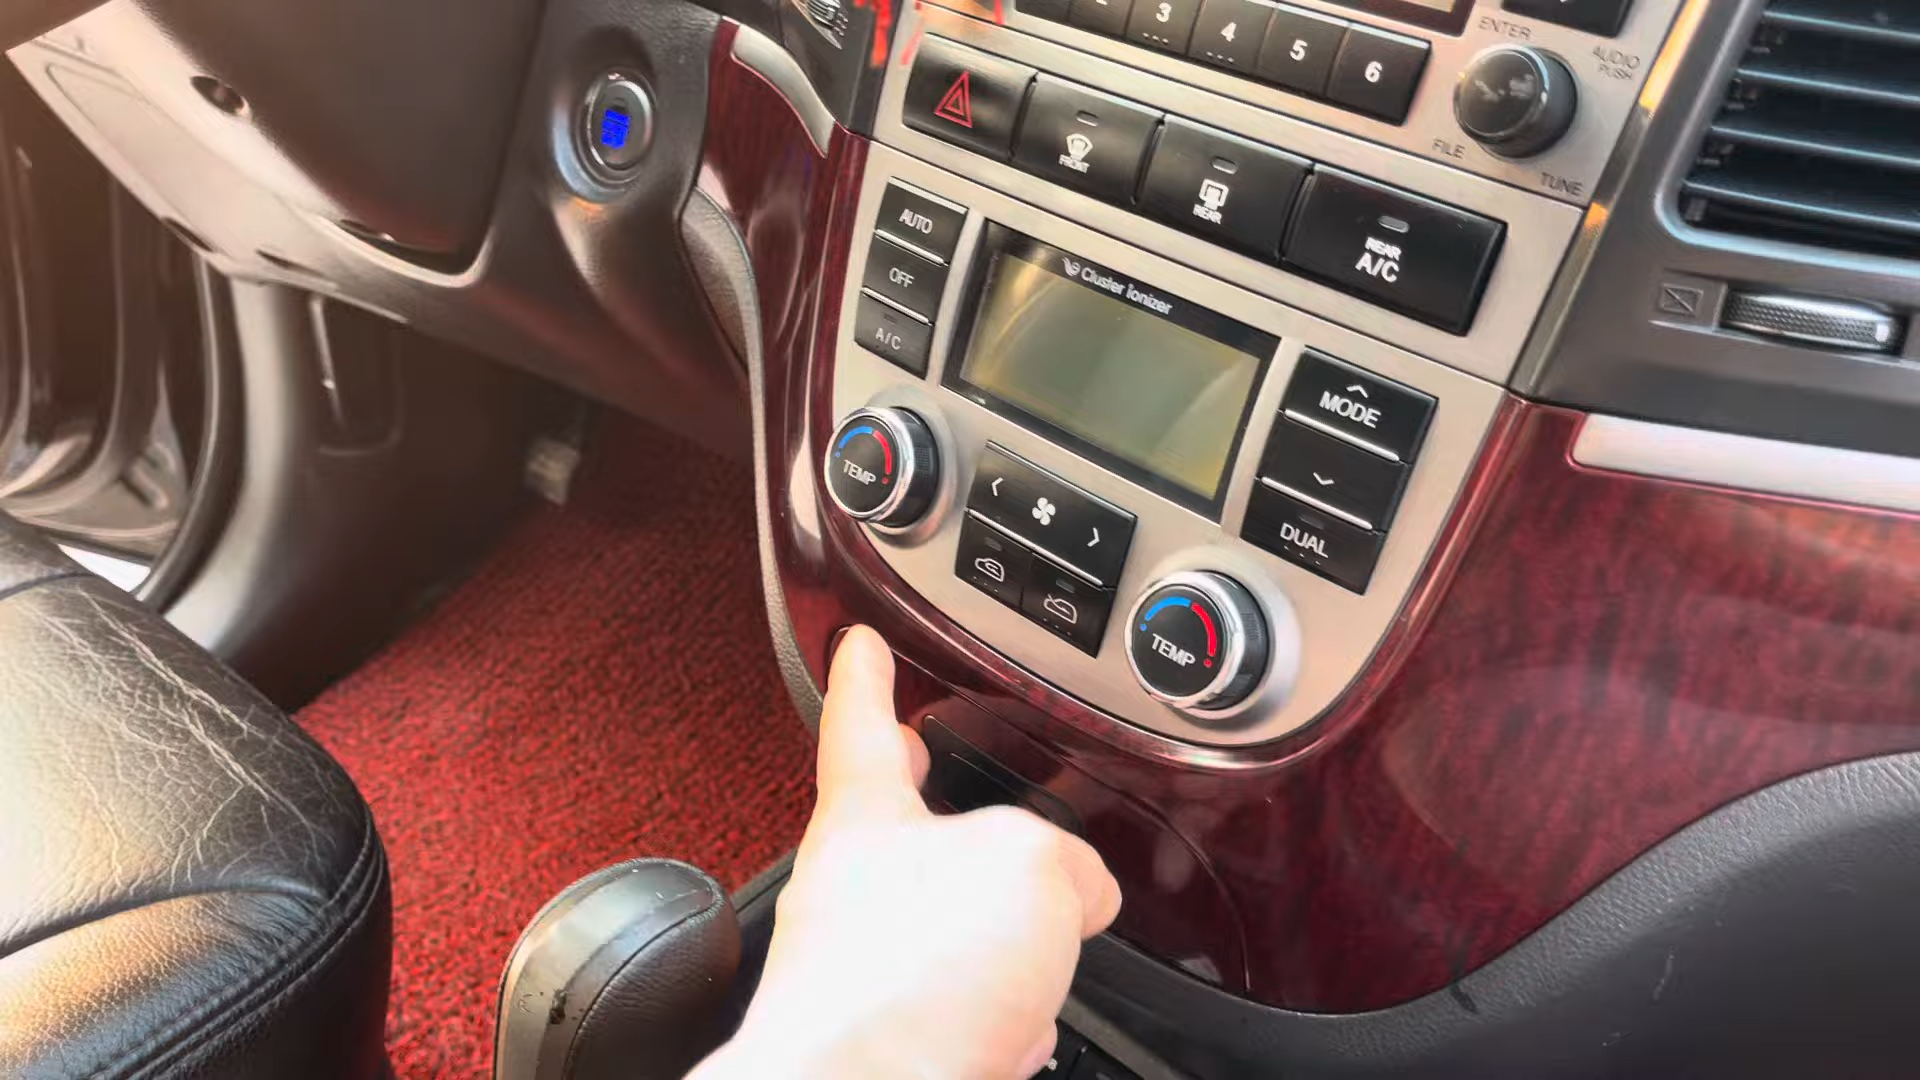 3
4
5
6
ENTER
AUDIO
PUSH
FILE
TUNE
FRONT
REAR
REAR
A/C
AUTO
OFF
A/C
Cluster ionizer
MODE
DUAL
TEMP
TEMP